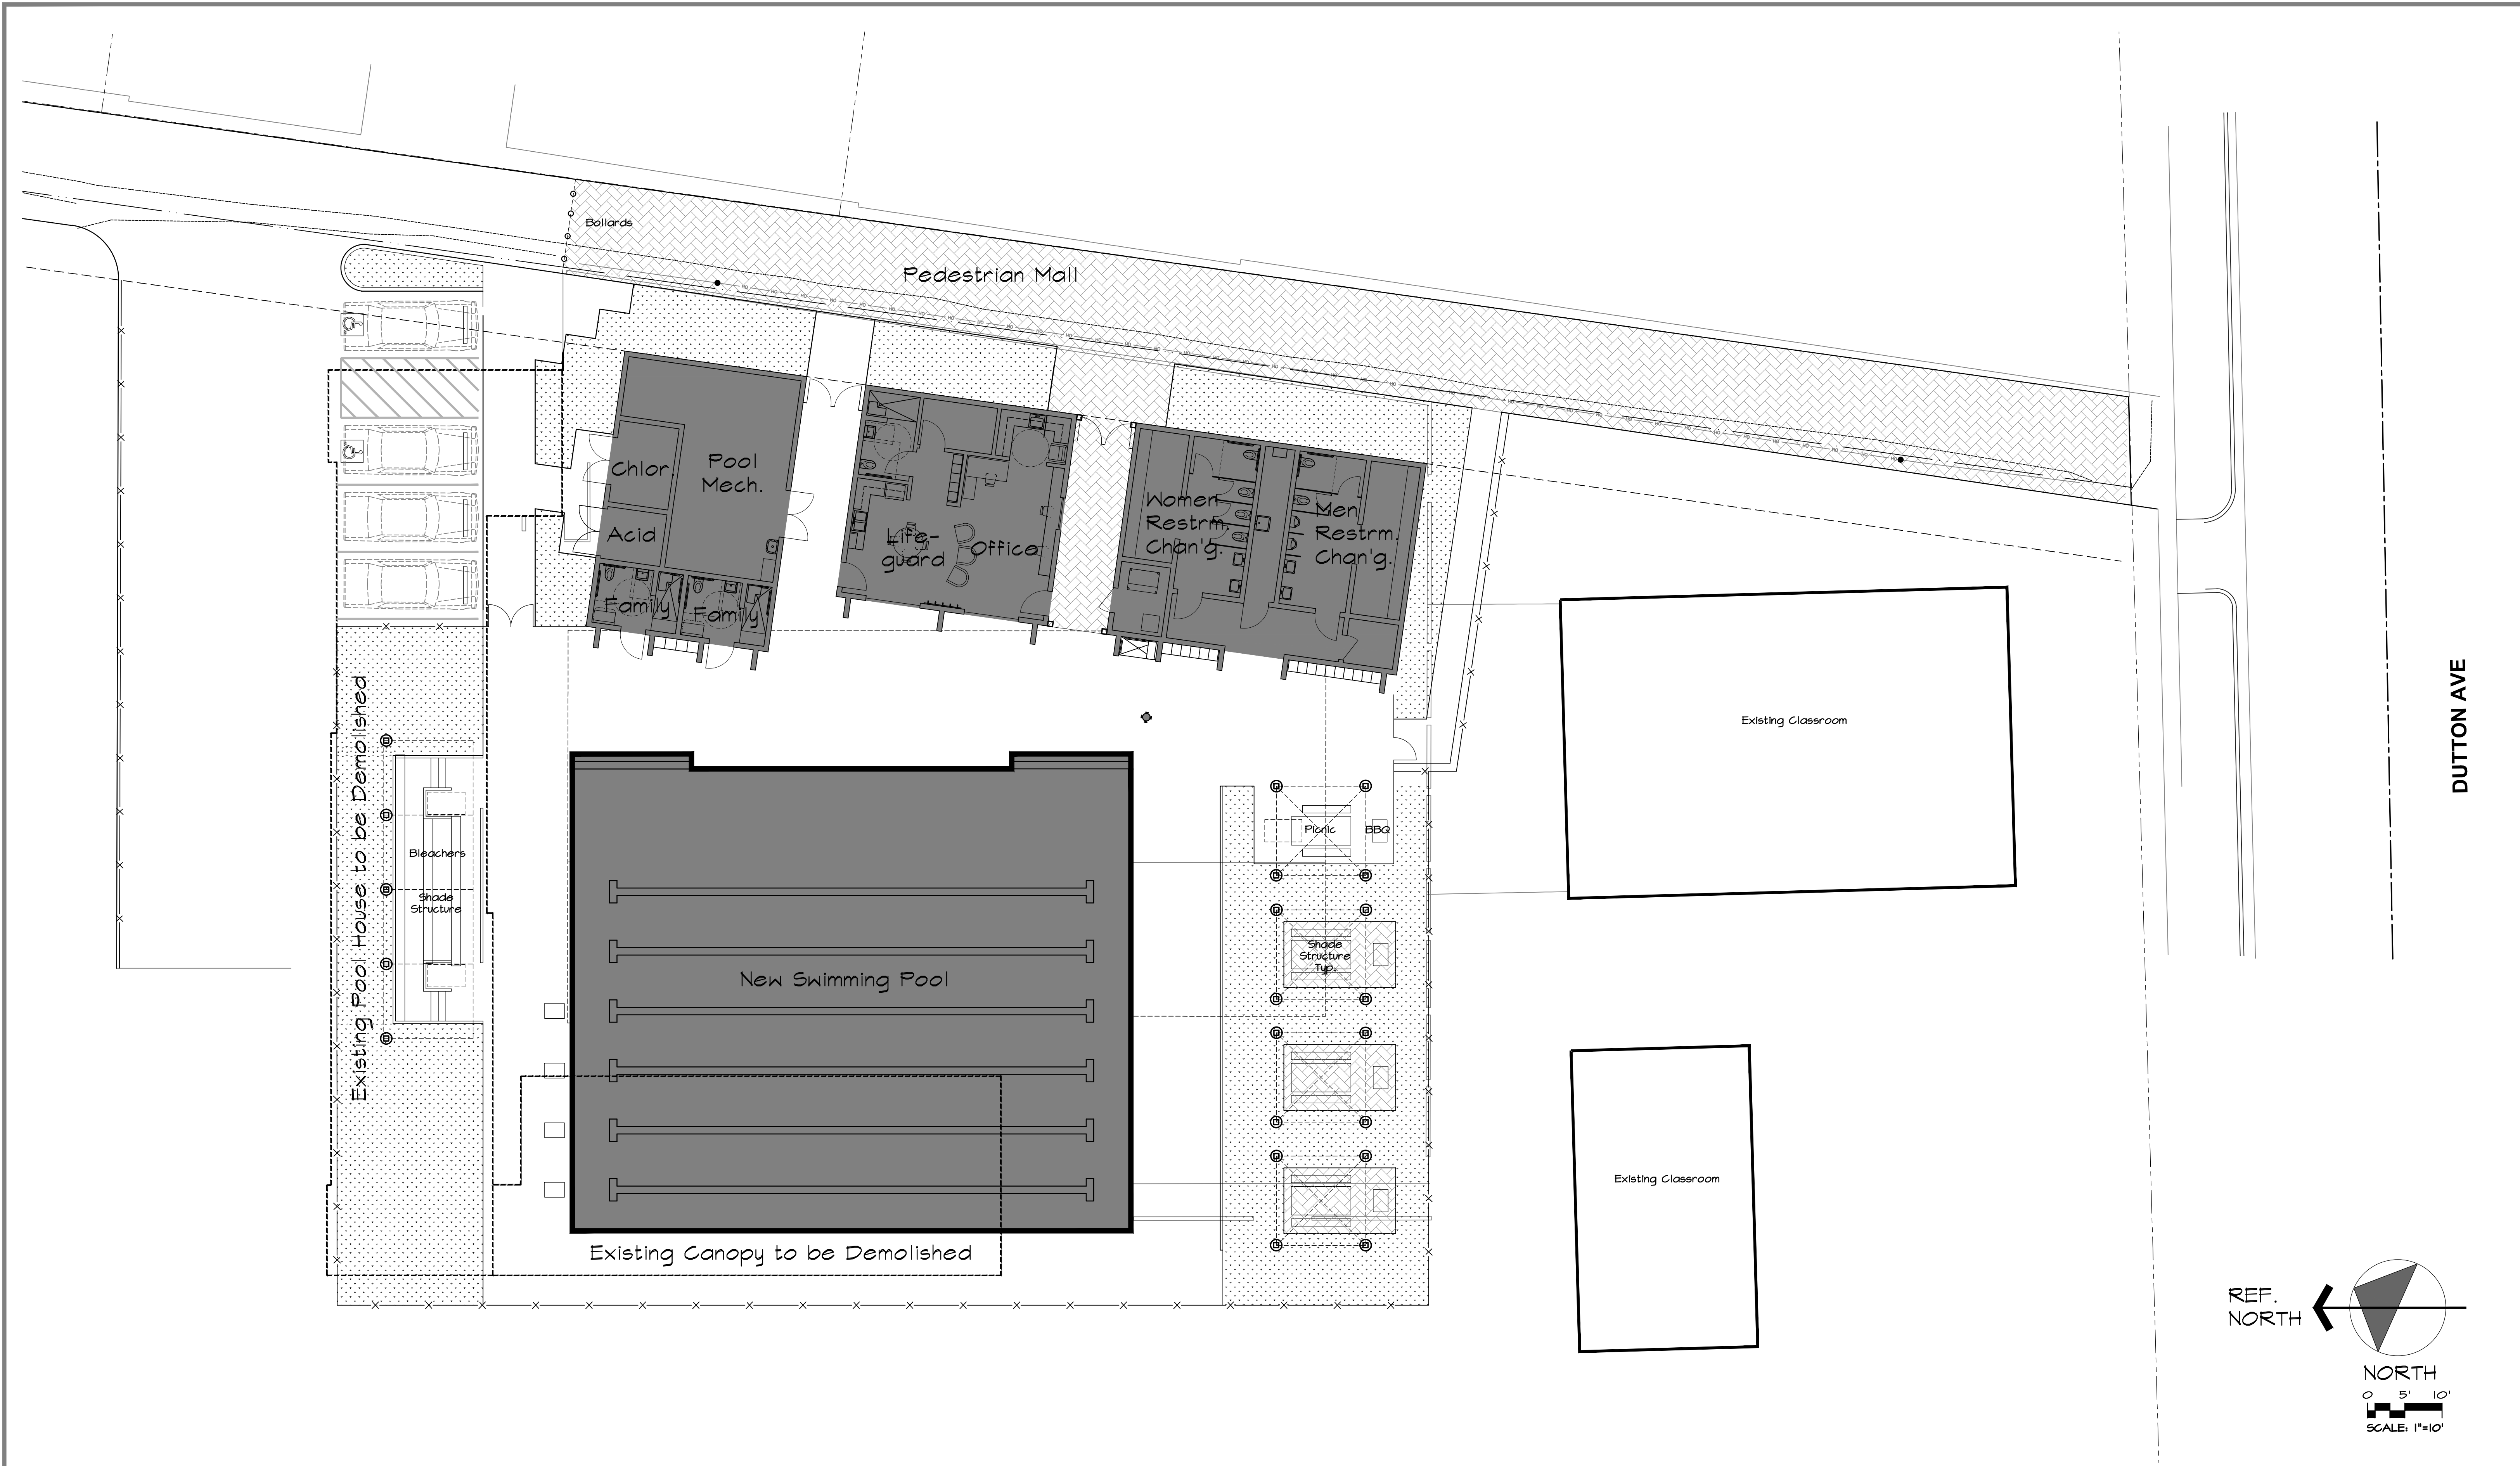 Bollards
Pedestrian Mall
Chlor.
Pool
Mech.
Acid
Family
Family
Life-
guard
Office
Women
Restrm.
Chan'g.
Men
Restrm.
Chan'g.
Existing Classroom
DUTTON AVE
Existing Pool House to be Demolished
Bleachers
Shade
Structure
Picnic
BBQ
Shade
Structure
Typ.
New Swimming Pool
Existing Classroom
Existing Canopy to be Demolished
REF.
NORTH
NORTH
0 5' 10'
SCALE: 1"=10'